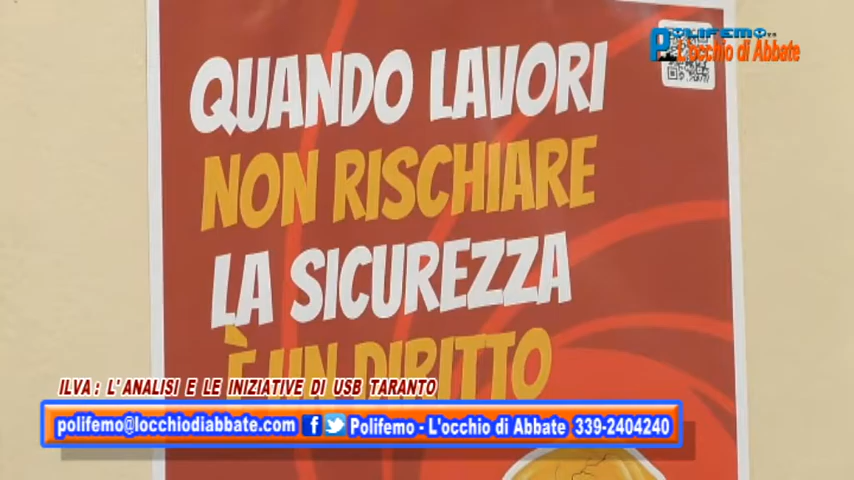 POLIFEMO
L'occhio di Abbate
QUANDO LAVORI
NON RISCHIARE
LA SICUREZZA
È UN DIRITTO
ILVA : L'ANALISI E LE INIZIATIVE DI USB TARANTO
polifemo@locchiodiabbate.com Polifemo - L'occhio di Abbate 339-2404240